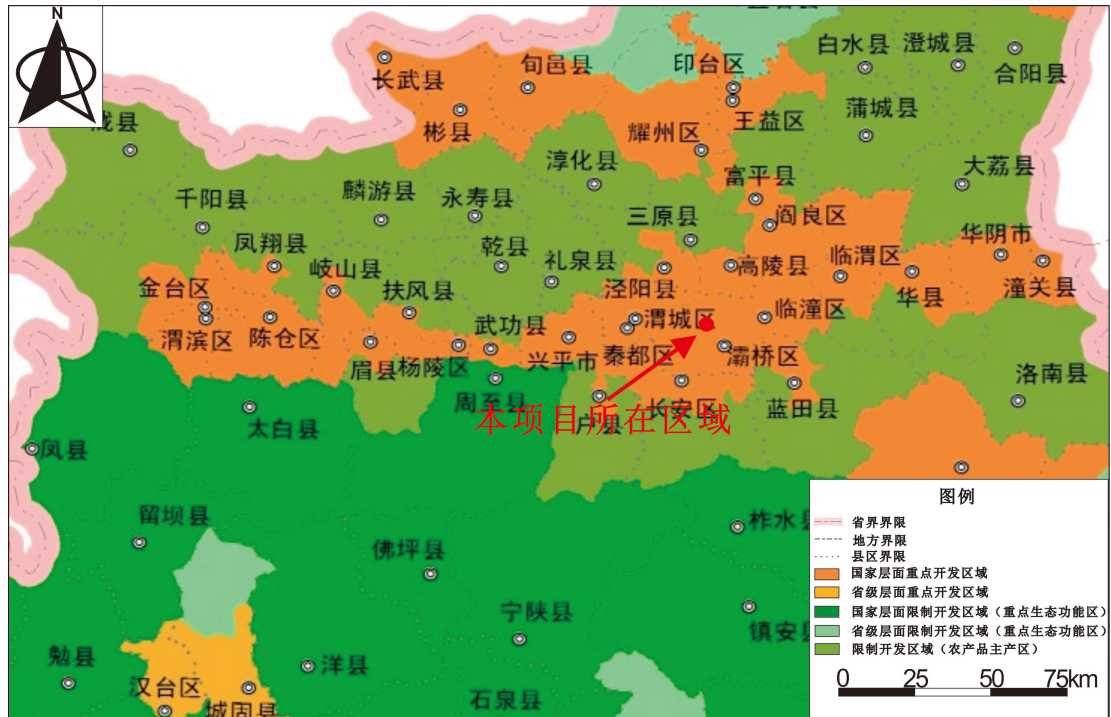 N
白水县
澄城县
合阳县
长武县
旬邑县
印台区
彬县
耀州区
王益区
蒲城县
陇县
淳化县
大荔县
千阳县
麟游县
永寿县
富平县
三原县
阎良区
凤翔县
乾县
礼泉县
高陵县
临渭区
华阴市
金台区
岐山县
扶风县
泾阳县
华县
潼关县
渭滨区
陈仓区
武功县
渭城区
临潼区
眉县
杨陵区
兴平市
秦都区
灞桥区
洛南县
周至县
户县
长安区
蓝田县
本项目所在区域
太白县
凤县
留坝县
佛坪县
柞水县
宁陕县
镇安县
勉县
洋县
汉台区
城固县
石泉县
图例
省界界限
地方界限
县区界限
国家层面重点开发区域
省级层面重点开发区域
国家层面限制开发区域（重点生态功能区）
省级层面限制开发区域（重点生态功能区）
限制开发区域（农产品主产区）
0 25 50 75km